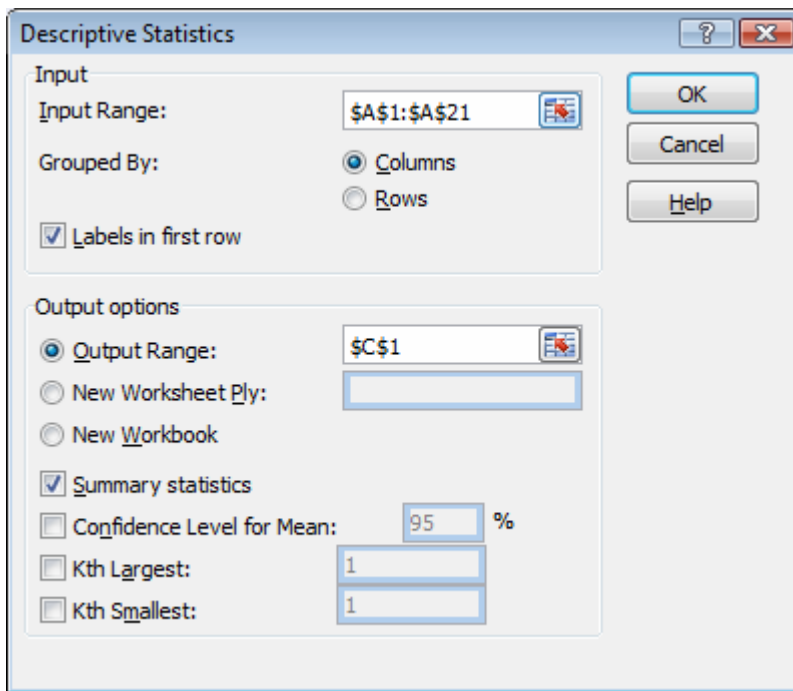 Descriptive Statistics
Input
Input Range: $A$1:$A$21
Grouped By: Columns
Rows
Labels in first row
OK
Cancel
Help
Output options
Output Range: $C$1
New Worksheet Ply:
New Workbook
Summary statistics
Confidence Level for Mean: 95 %
Kth Largest: 1
Kth Smallest: 1